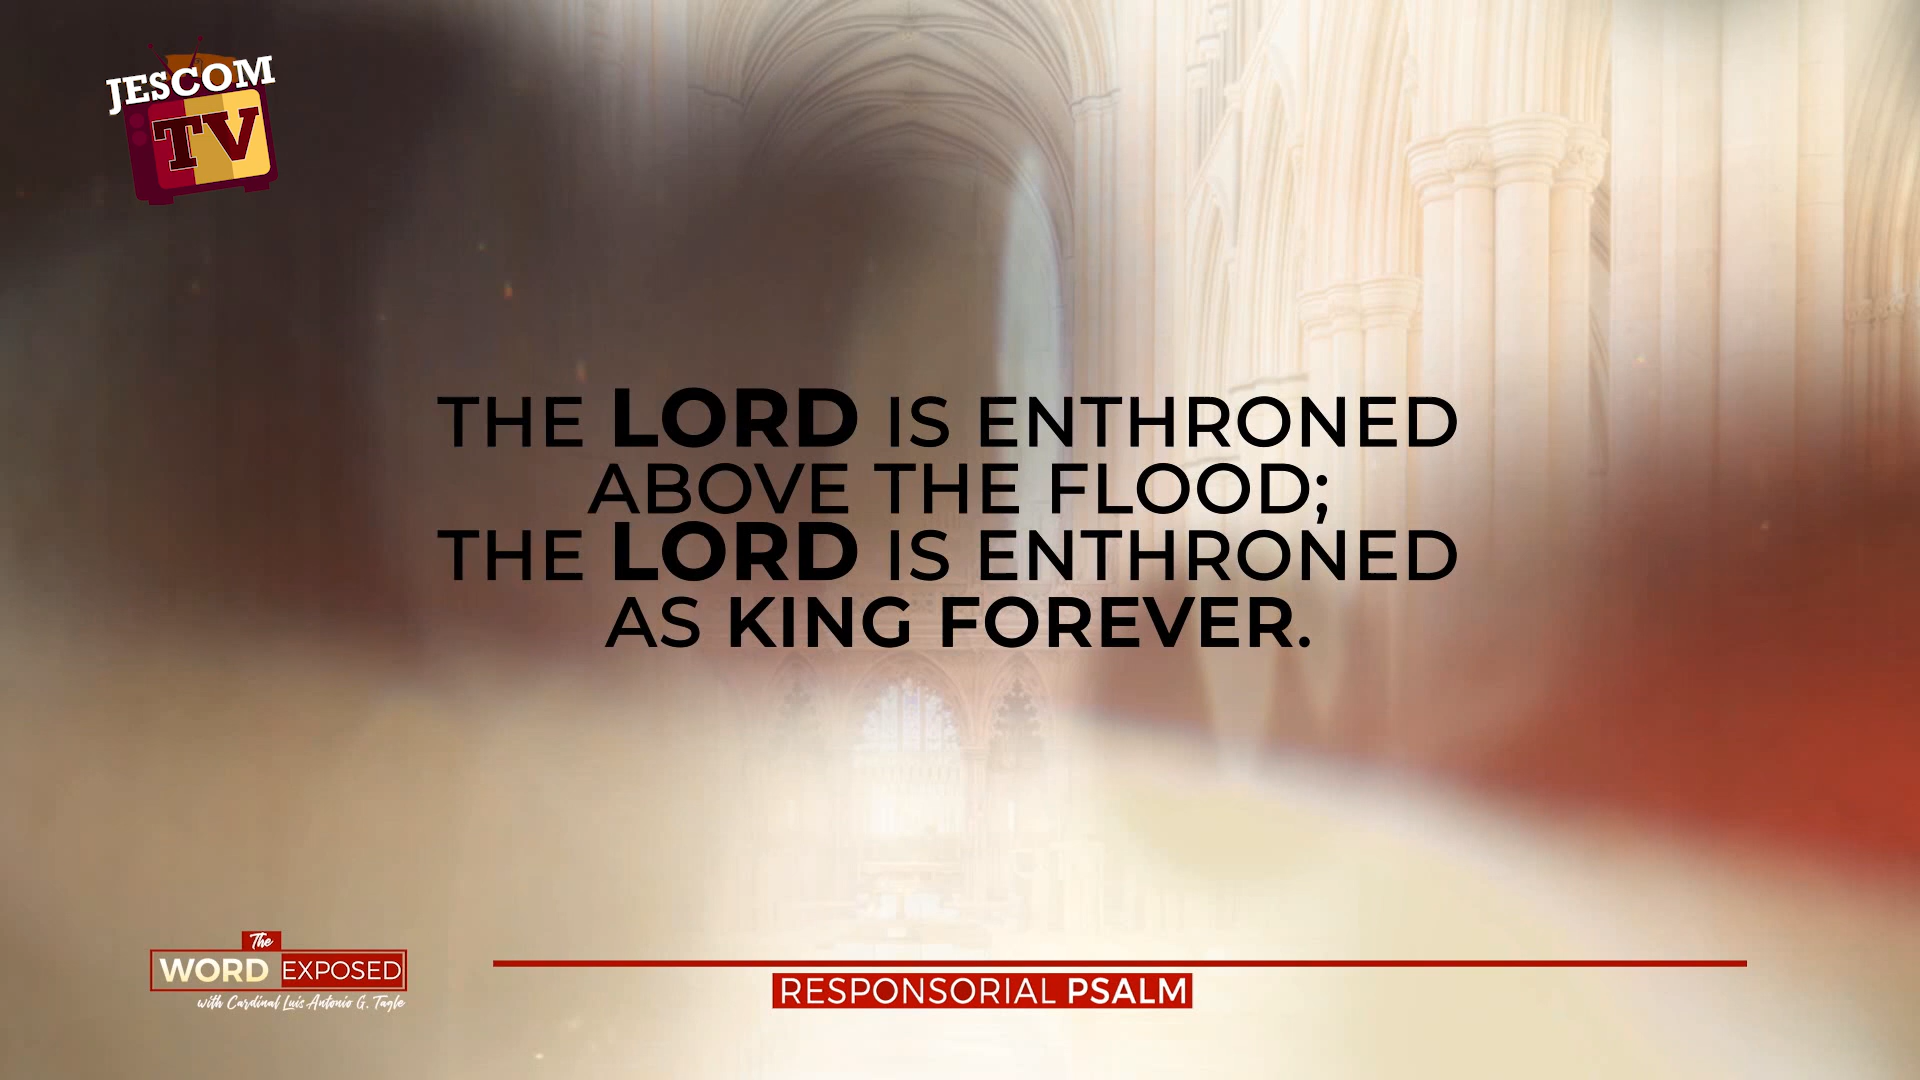 JESCOM
TV
THE LORD IS ENTHRONED
ABOVE THE FLOOD;
THE LORD IS ENTHRONED
AS KING FOREVER.
The
WORD EXPOSED
with Cardinal Luis Antonio G. Tagle
RESPONSORIAL PSALM